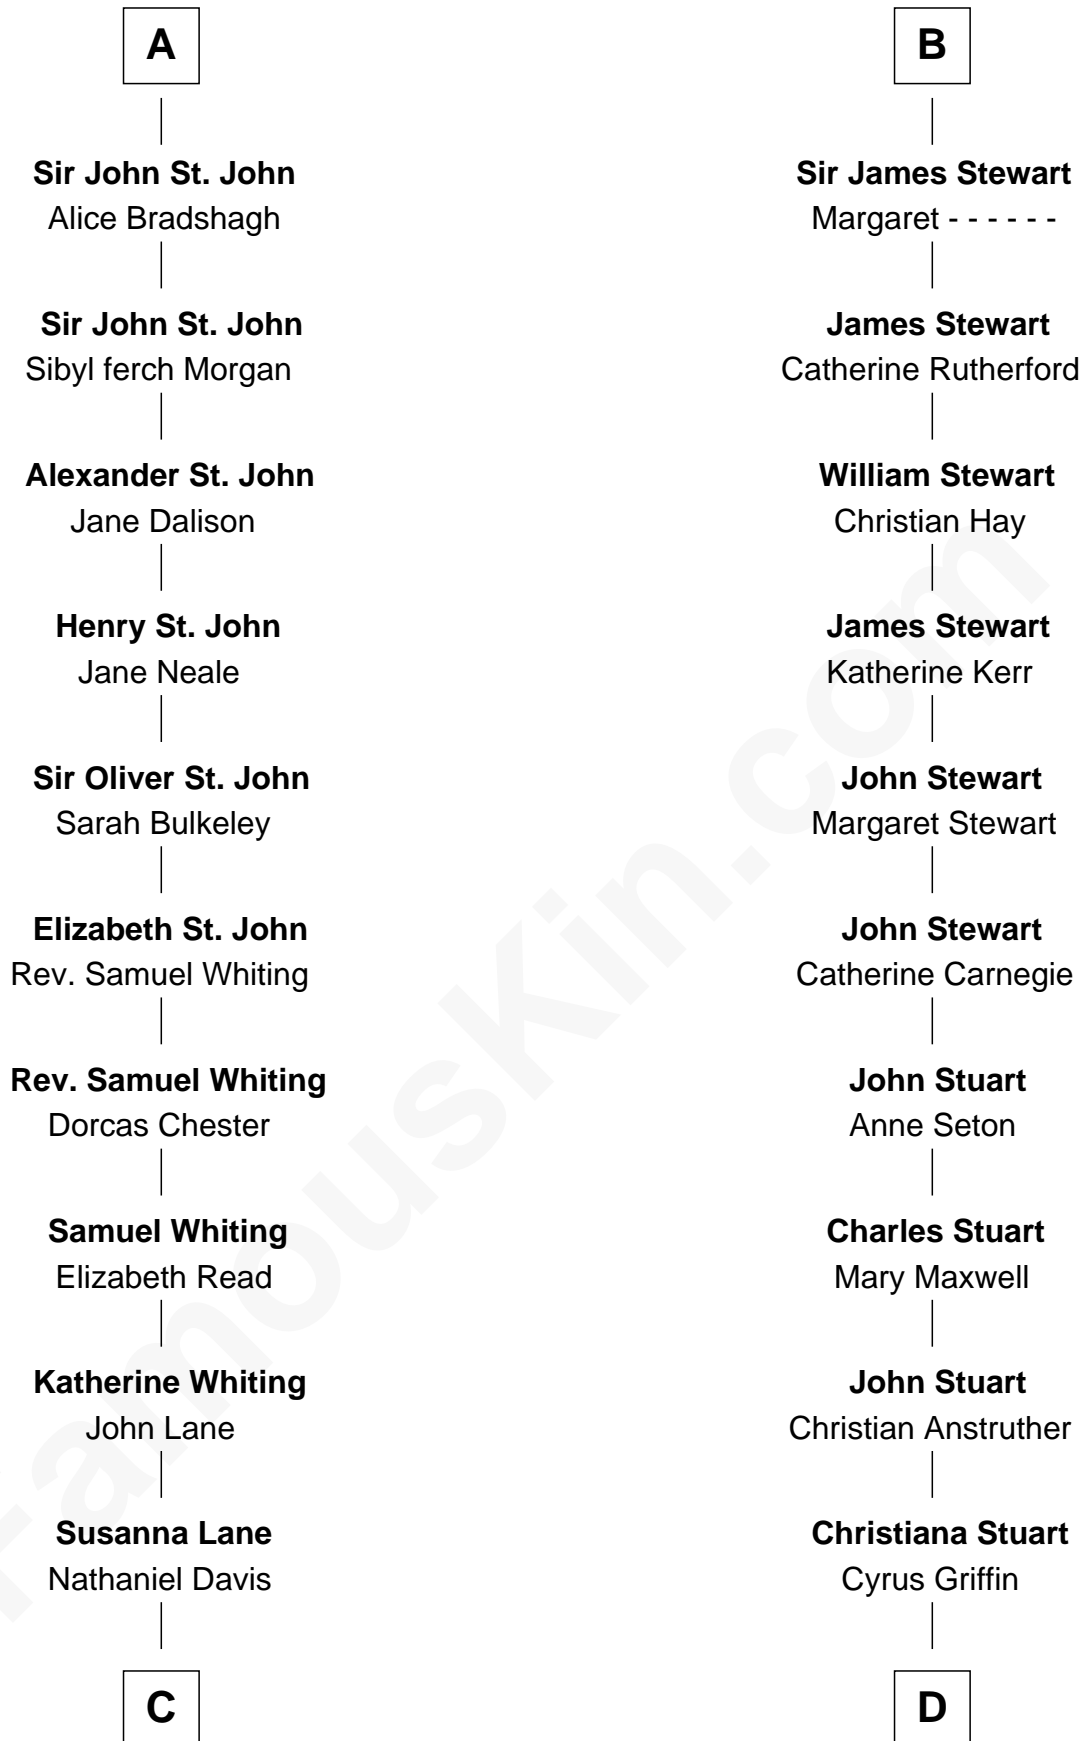 A
Sir John St. John
Alice Bradshagh
Sir John St. John
Sibyl ferch Morgan
Alexander St. John
Jane Dalison
Henry St. John
Jane Neale
Sir Oliver St. John
Sarah Bulkeley
Elizabeth St. John
Rev. Samuel Whiting
Rev. Samuel Whiting
Dorcas Chester
Samuel Whiting
Elizabeth Read
Katherine Whiting
John Lane
Susanna Lane
Nathaniel Davis
C
B
Sir James Stewart
Margaret - - - - - -
James Stewart
Catherine Rutherford
William Stewart
Christian Hay
James Stewart
Katherine Kerr
John Stewart
Margaret Stewart
John Stewart
Catherine Carnegie
John Stuart
Anne Seton
Charles Stuart
Mary Maxwell
John Stuart
Christian Anstruther
Christiana Stuart
Cyrus Griffin
D
FamousKin.com